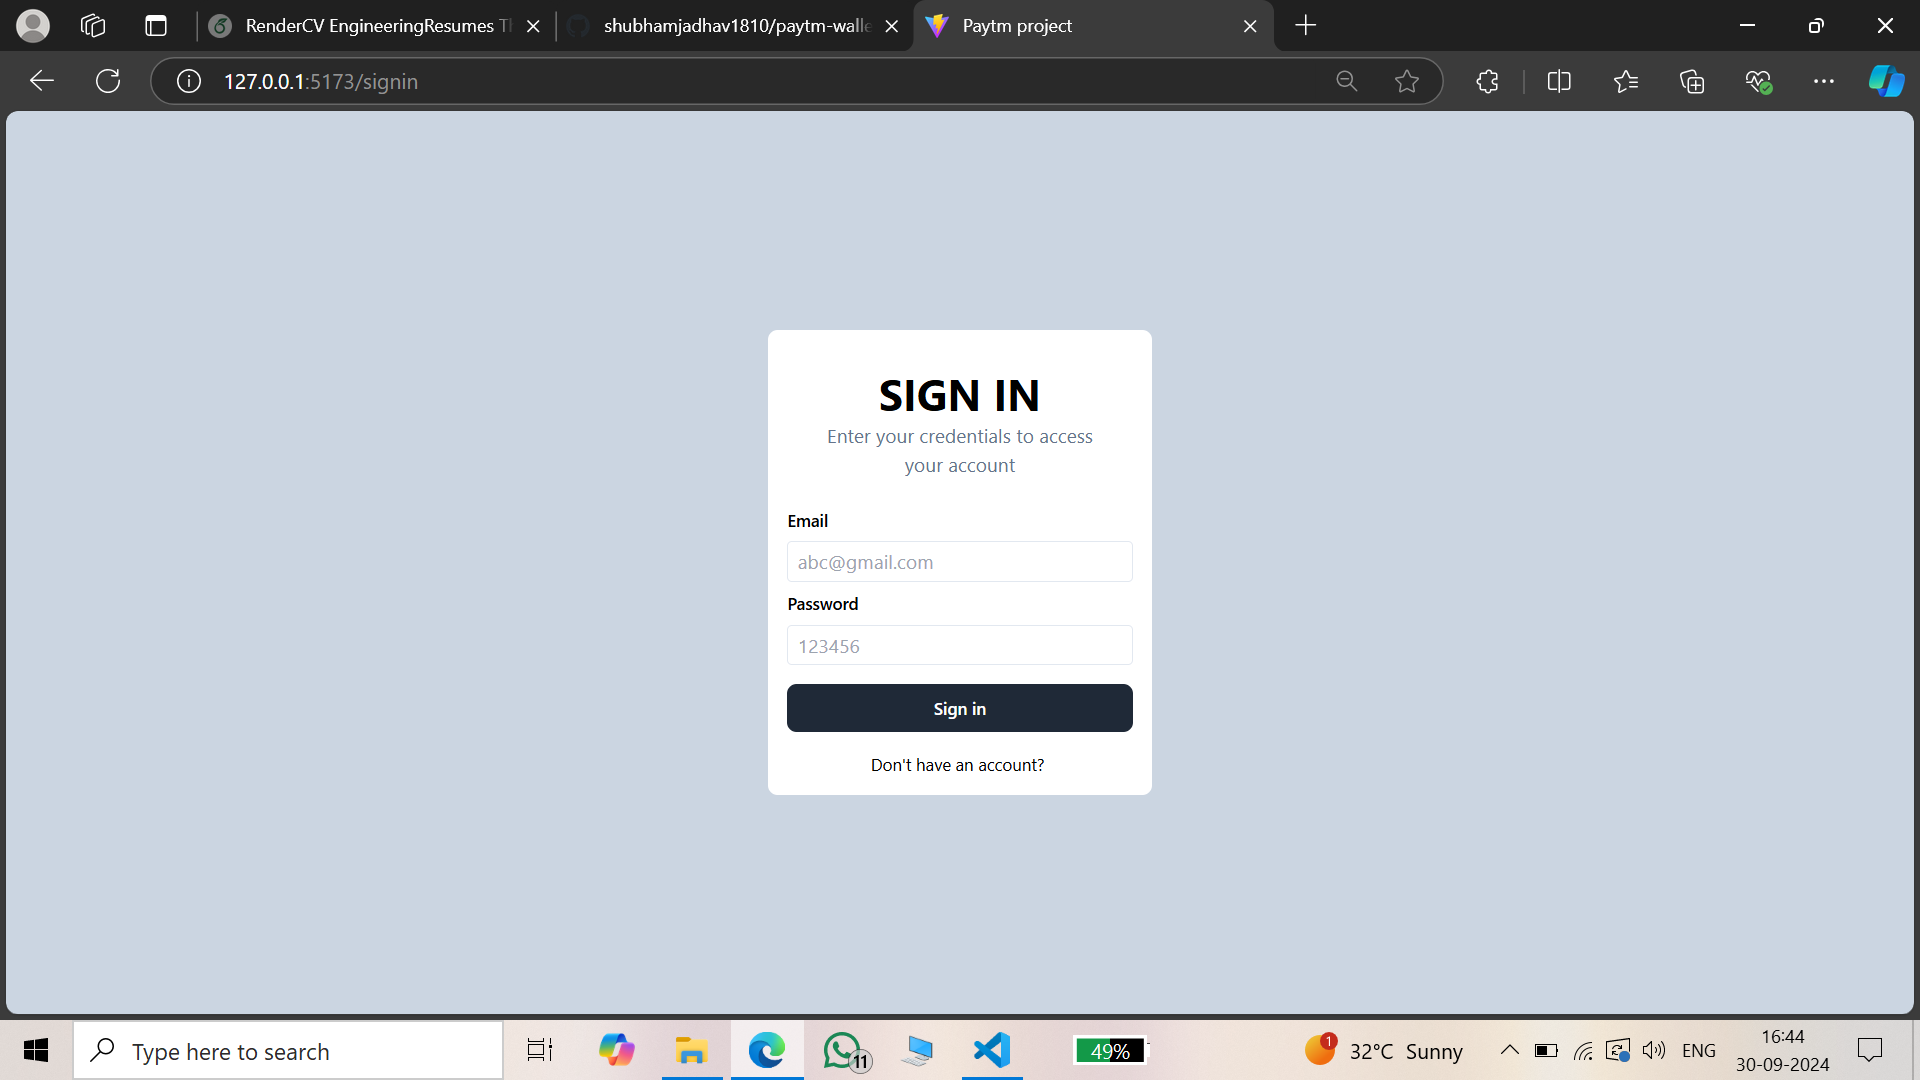 RenderCV EngineeringResumes
shubhamjadhav1810/paytm-walle
Paytm project
127.0.0.1:5173/signin
SIGN IN
Enter your credentials to access
your account
Email
abc@gmail.com
Password
123456
Sign in
Don't have an account?
Type here to search
11
49%
1
32°C Sunny
ENG
16:44
30-09-2024